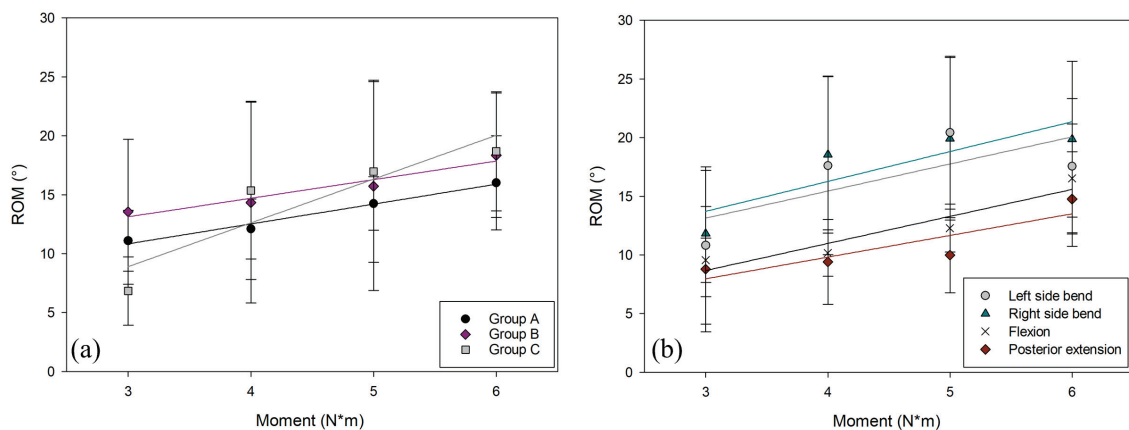 30
25
20
15
10
5
0
ROM (°)
3
4
5
6
Moment (N*m)
(a)
Group A
Group B
Group C
30
25
20
15
10
5
0
ROM (°)
3
4
5
6
Moment (N*m)
(b)
Left side bend
Right side bend
Flexion
Posterior extension